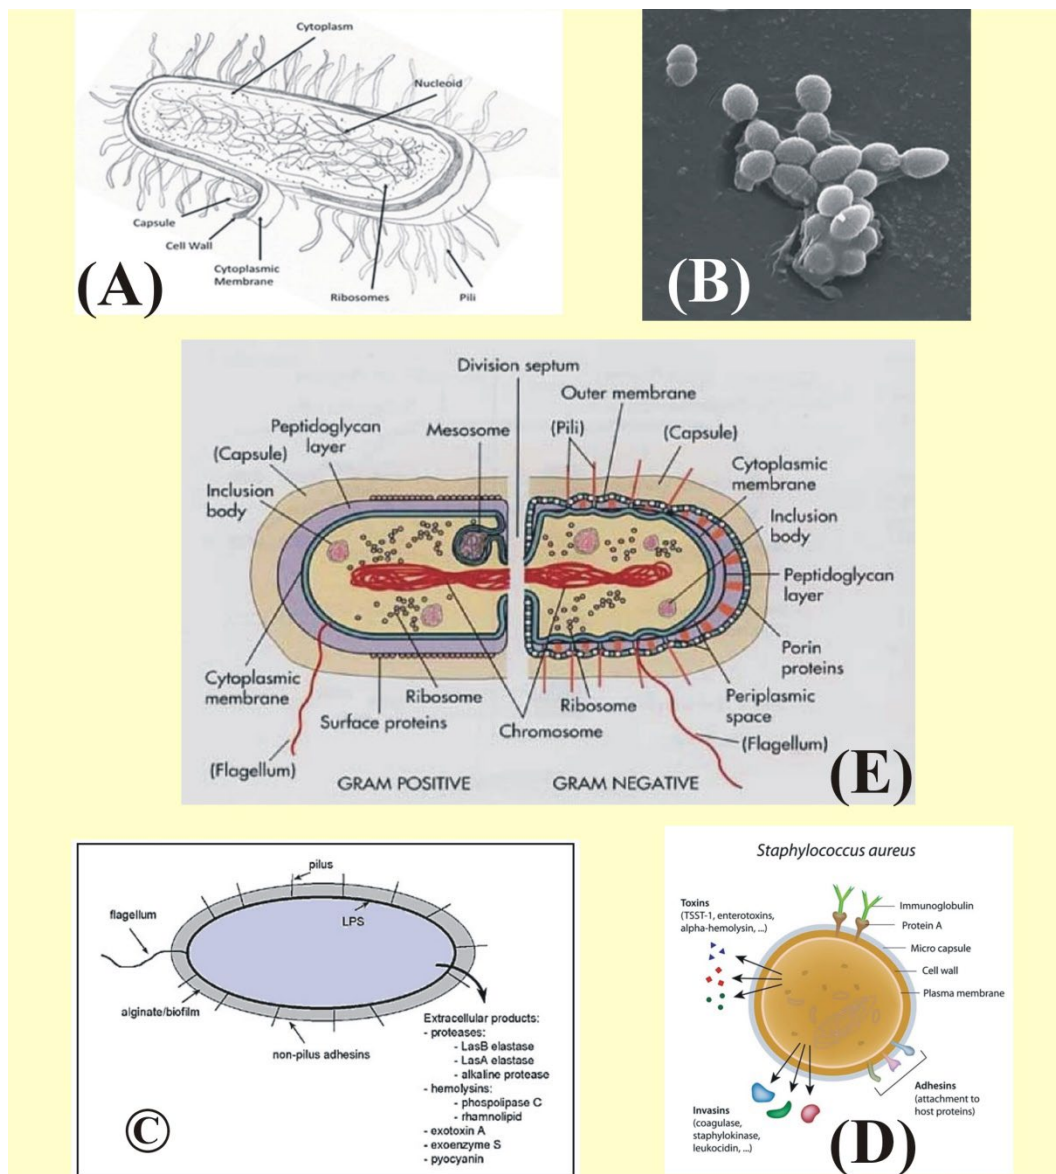 Cytoplasm
Nucleoid
Capsule
Cell Wall
Cytoplasmic
Membrane
Ribosomes
Pili
(A)
(B)
Division septum
Outer membrane
Peptidoglycan
layer
Mesosome
(Pili)
(Capsule)
(Capsule)
Cytoplasmic
membrane
Inclusion
body
Inclusion
body
Peptidoglycan
layer
Porin
proteins
Cytoplasmic
membrane
Ribosome
Ribosome
Periplasmic
space
Surface proteins
Chromosome
(Flagellum)
(Flagellum)
GRAM POSITIVE
GRAM NEGATIVE
(E)
pilus
flagellum
LPS
alginate/biofilm
non-pilus adhesins
Extracellular products:
- proteases:
- LasB elastase
- LasA elastase
- alkaline protease
- hemolysins:
- phospolipase C
- rhamnolipid
- exotoxin A
- exoenzyme S
- pyocyanin
©
Staphylococcus aureus
Toxins
(TSST-1, enterotoxins,
alpha-hemolysin, ...)
Immunoglobulin
Protein A
Micro capsule
Cell wall
Plasma membrane
Adhesins
(attachment to
host proteins)
Invasins
(coagulase,
staphylokinase,
leukocidin, ...)
(D)